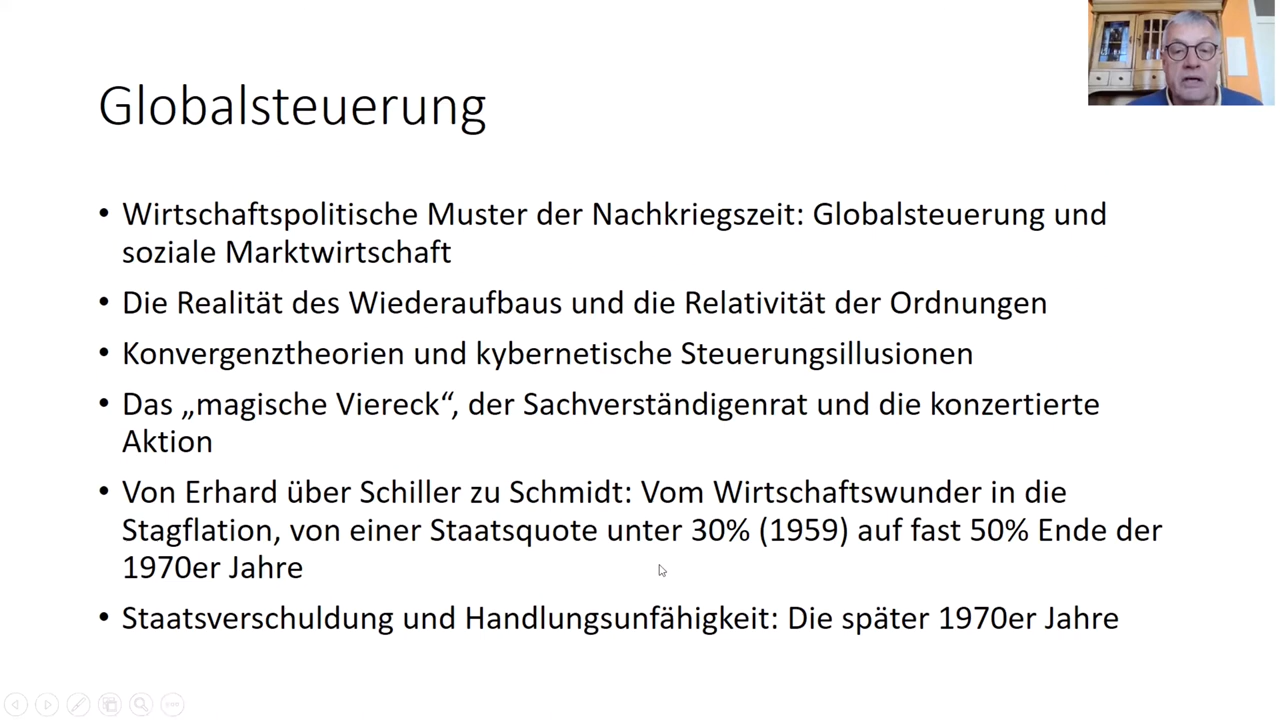 Globalsteuerung
• Wirtschaftspolitische Muster der Nachkriegszeit: Globalsteuerung und
soziale Marktwirtschaft
• Die Realität des Wiederaufbaus und die Relativität der Ordnungen
• Konvergenztheorien und kybernetische Steuerungsillusionen
• Das „magische Viereck“, der Sachverständigenrat und die konzertierte
Aktion
• Von Erhard über Schiller zu Schmidt: Vom Wirtschaftswunder in die
Stagflation, von einer Staatsquote unter 30% (1959) auf fast 50% Ende der
1970er Jahre
• Staatsverschuldung und Handlungsunfähigkeit: Die später 1970er Jahre